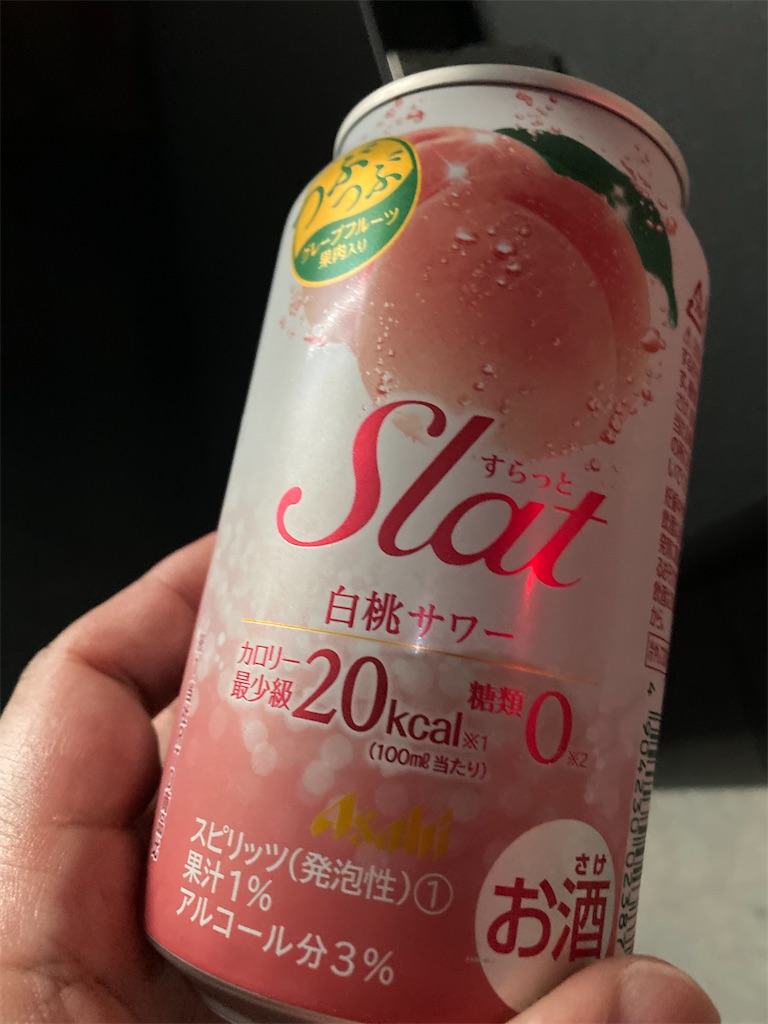 つぶつぶ
グレープフルーツ
果肉入り
Slat
すらっと
白桃サワー
カロリー
最少級
20kcal※1
(100㎖当たり)
糖類
0※2
Asahi
スピリッツ(発泡性)①
果汁1%
アルコール分3%
さけ
お酒